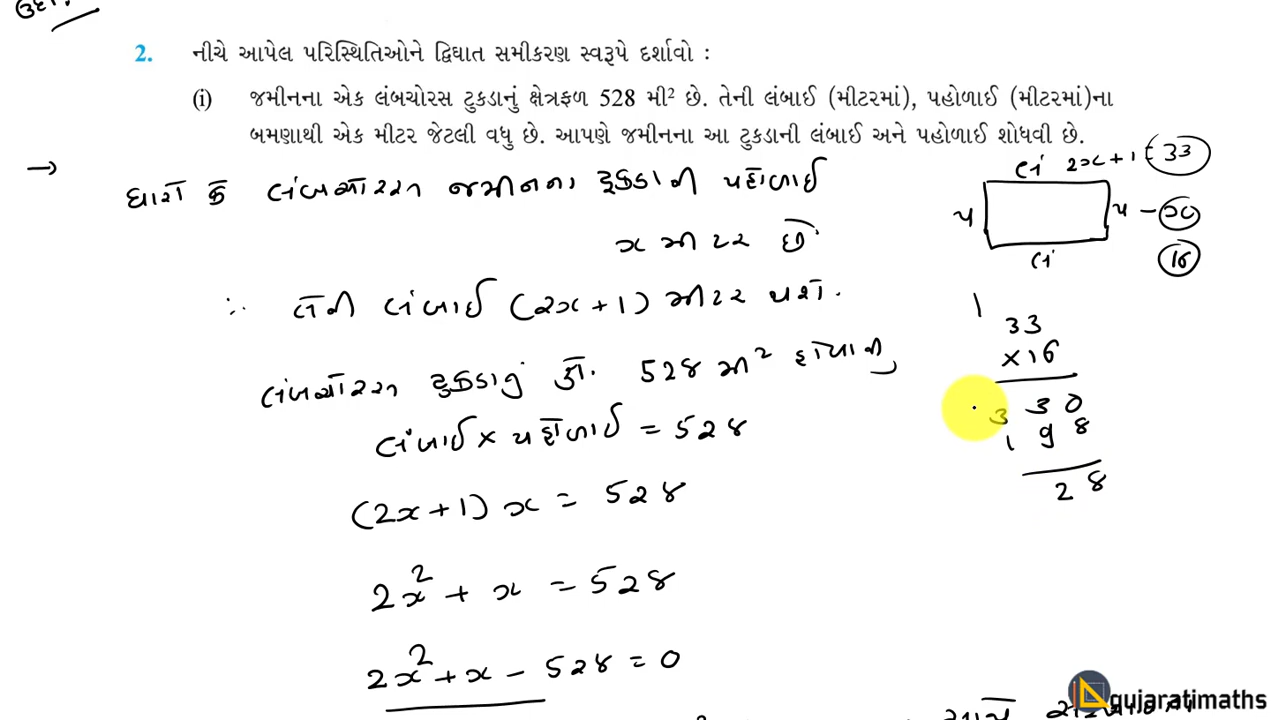 2. નીચે આપેલ પરિસ્થિતિઓને દ્વિઘાત સમીકરણ સ્વરૂપે દર્શાવો :
(i) જમીનના એક લંબચોરસ ટુકડાનું ક્ષેત્રફળ 528 મી² છે. તેની લંબાઈ (મીટરમાં), પહોળાઈ (મીટરમાં)ના
બમણાથી એક મીટર જેટલી વધુ છે. આપણે જમીનના આ ટુકડાની લંબાઈ અને પહોળાઈ શોધવી છે.
→ ધારો કે લંબચોરસ જમીનના ટુકડાની પહોળાઈ
x મીટર છે
∴ તેની લંબાઈ (2x + 1) મીટર થશે.
લંબચોરસ ટુકડાનું ક્ષે. 528 મી² હોવાથી
લંબાઈ × પહોળાઈ = 528
(2x + 1) x = 528
2x² + x = 528
2x² + x - 528 = 0
લં 2x + 1 = 33
પ પ - x
લં 16
1
33
×16
330
198
28
gujaratimaths